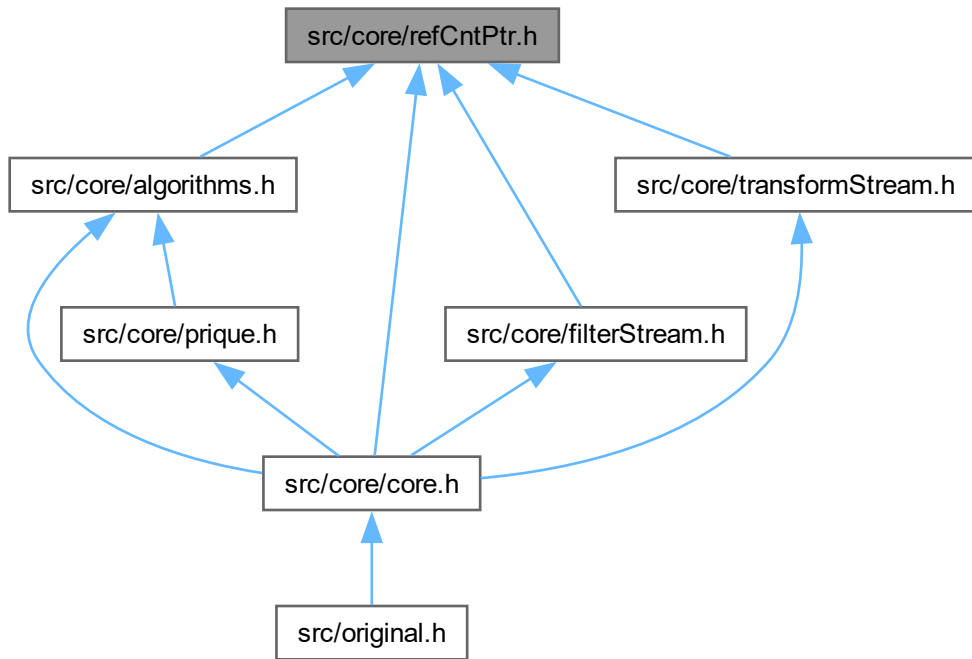 src/core/refCntPtr.h
src/core/algorithms.h
src/core/transformStream.h
src/core/prique.h
src/core/filterStream.h
src/core/core.h
src/original.h